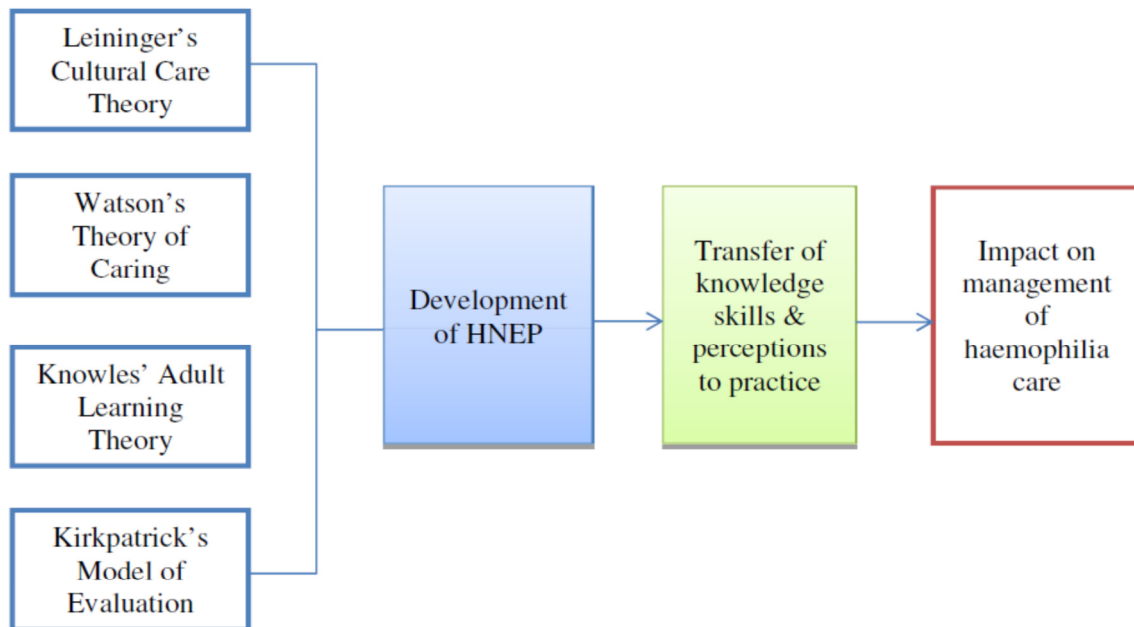 Leininger’s
Cultural Care
Theory
Watson’s
Theory of
Caring
Knowles’ Adult
Learning
Theory
Kirkpatrick’s
Model of
Evaluation
Development
of HNEP
Transfer of
knowledge
skills &
perceptions
to practice
Impact on
management
of
haemophilia
care